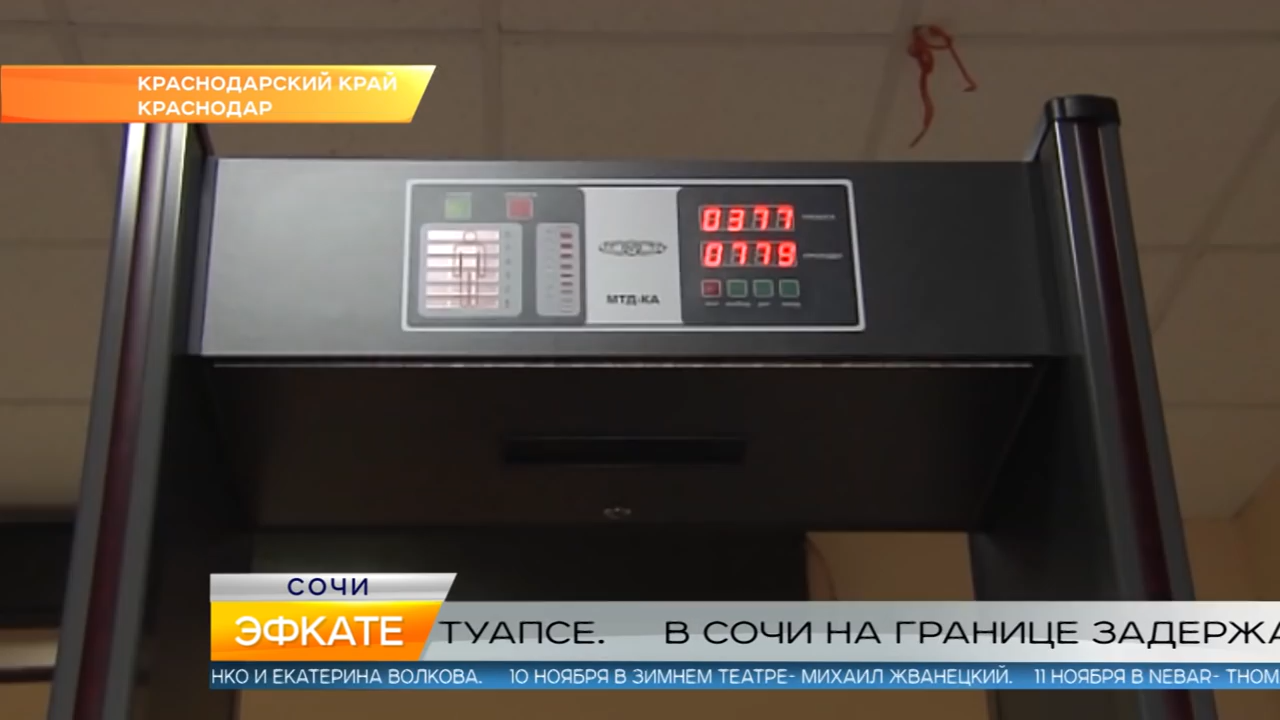 КРАСНОДАРСКИЙ КРАЙ
КРАСНОДАР
0377
0779
МТД-КА
СОЧИ
ЭФКАТЕ
ТУАПСЕ. В СОЧИ НА ГРАНИЦЕ ЗАДЕРЖА
НКО И ЕКАТЕРИНА ВОЛКОВА. 10 НОЯБРЯ В ЗИМНЕМ ТЕАТРЕ- МИХАИЛ ЖВАНЕЦКИЙ. 11 НОЯБРЯ В NEBAR- THOM